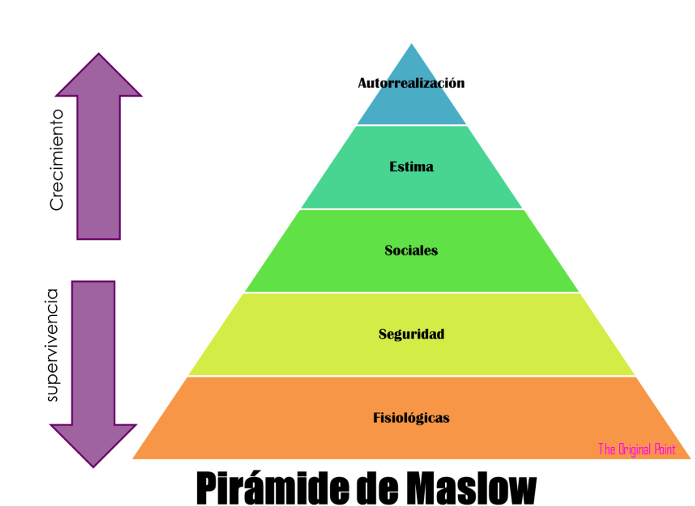 Autorrealización
Crecimiento
Estima
Sociales
supervivencia
Seguridad
Fisiológicas
The Original Point
Pirámide de Maslow